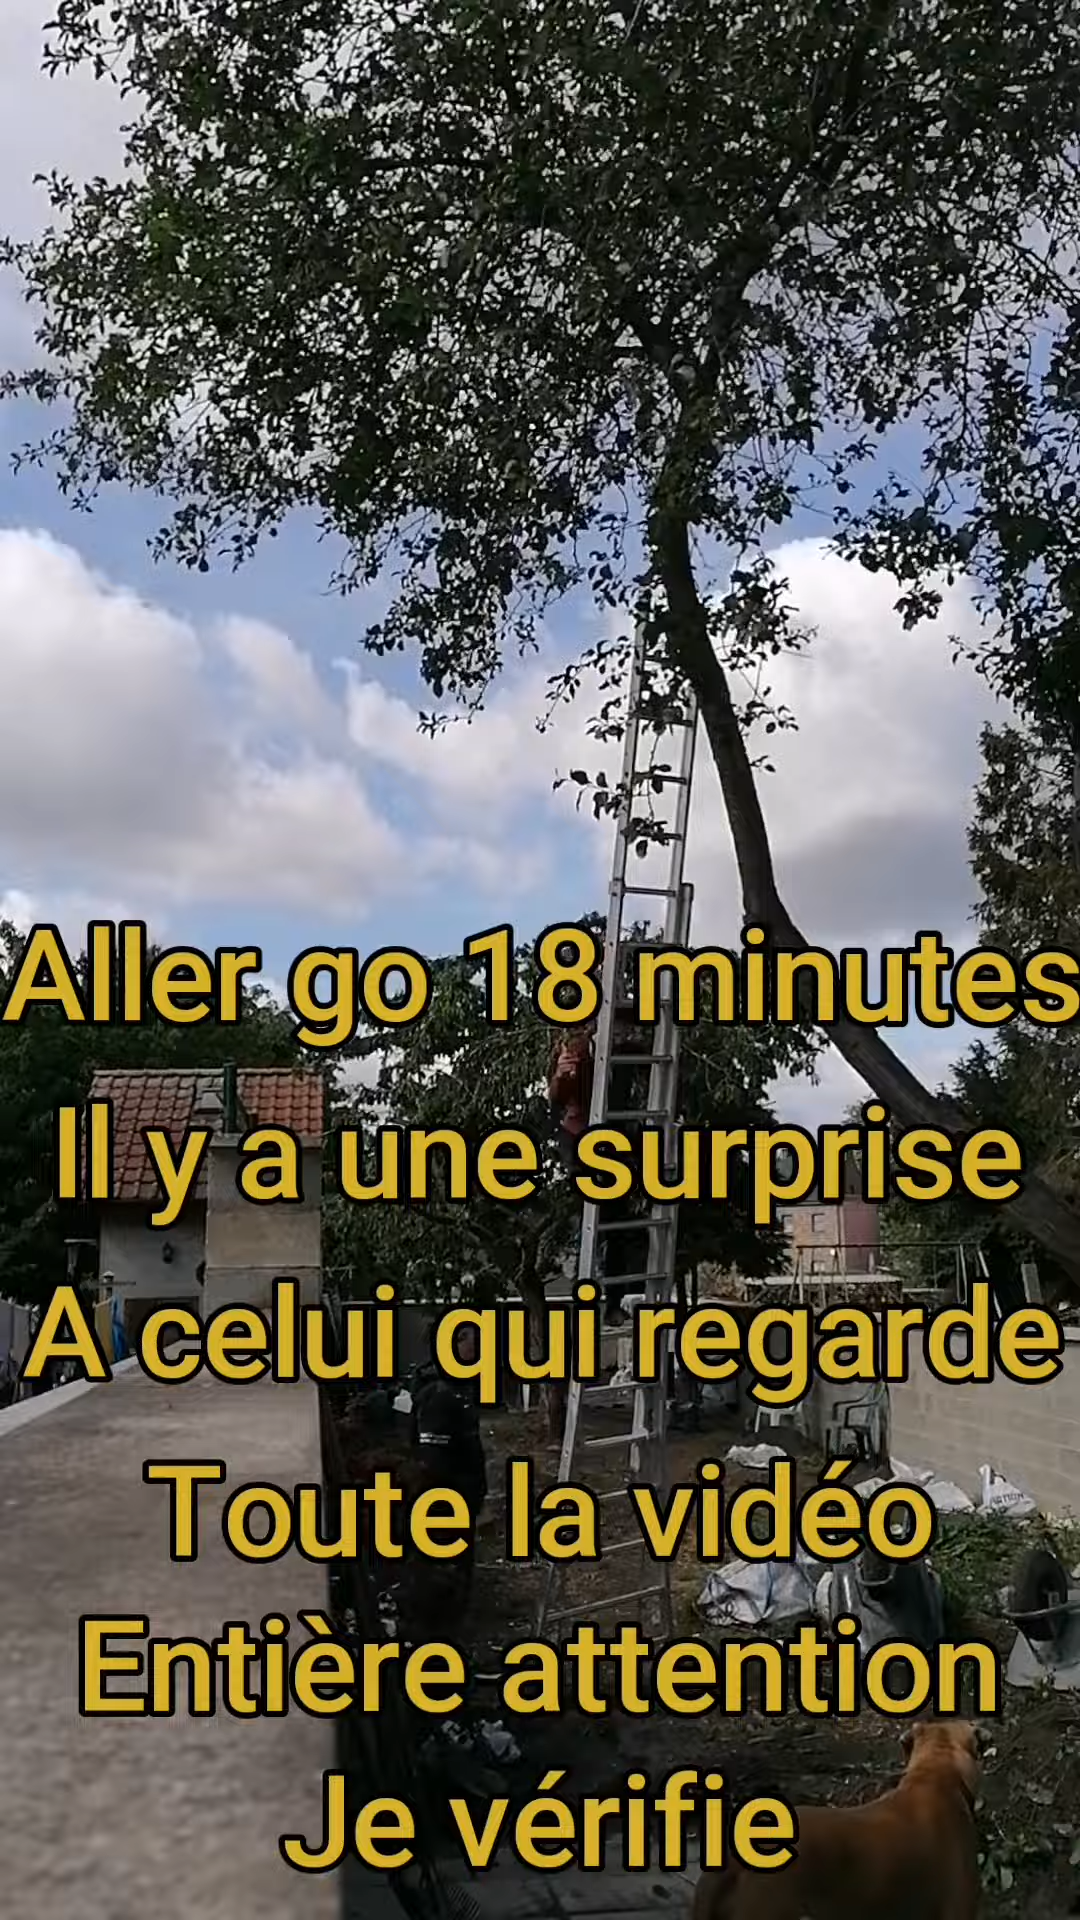 Aller go 18 minutes
Il y a une surprise
A celui qui regarde
Toute la vidéo
Entière attention
Je vérifie